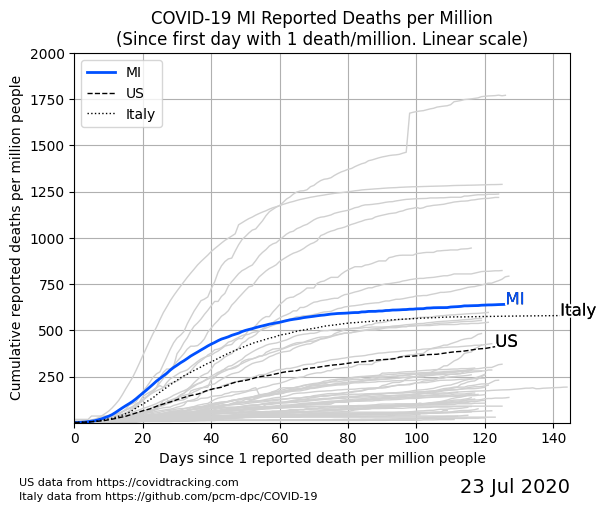 COVID-19 MI Reported Deaths per Million
(Since first day with 1 death/million. Linear scale)
2000
1750
1500
1250
1000
750
500
250
Cumulative reported deaths per million people
MI
US
Italy
MI
Italy
US
0 20 40 60 80 100 120 140
Days since 1 reported death per million people
US data from https://covidtracking.com
Italy data from https://github.com/pcm-dpc/COVID-19
23 Jul 2020